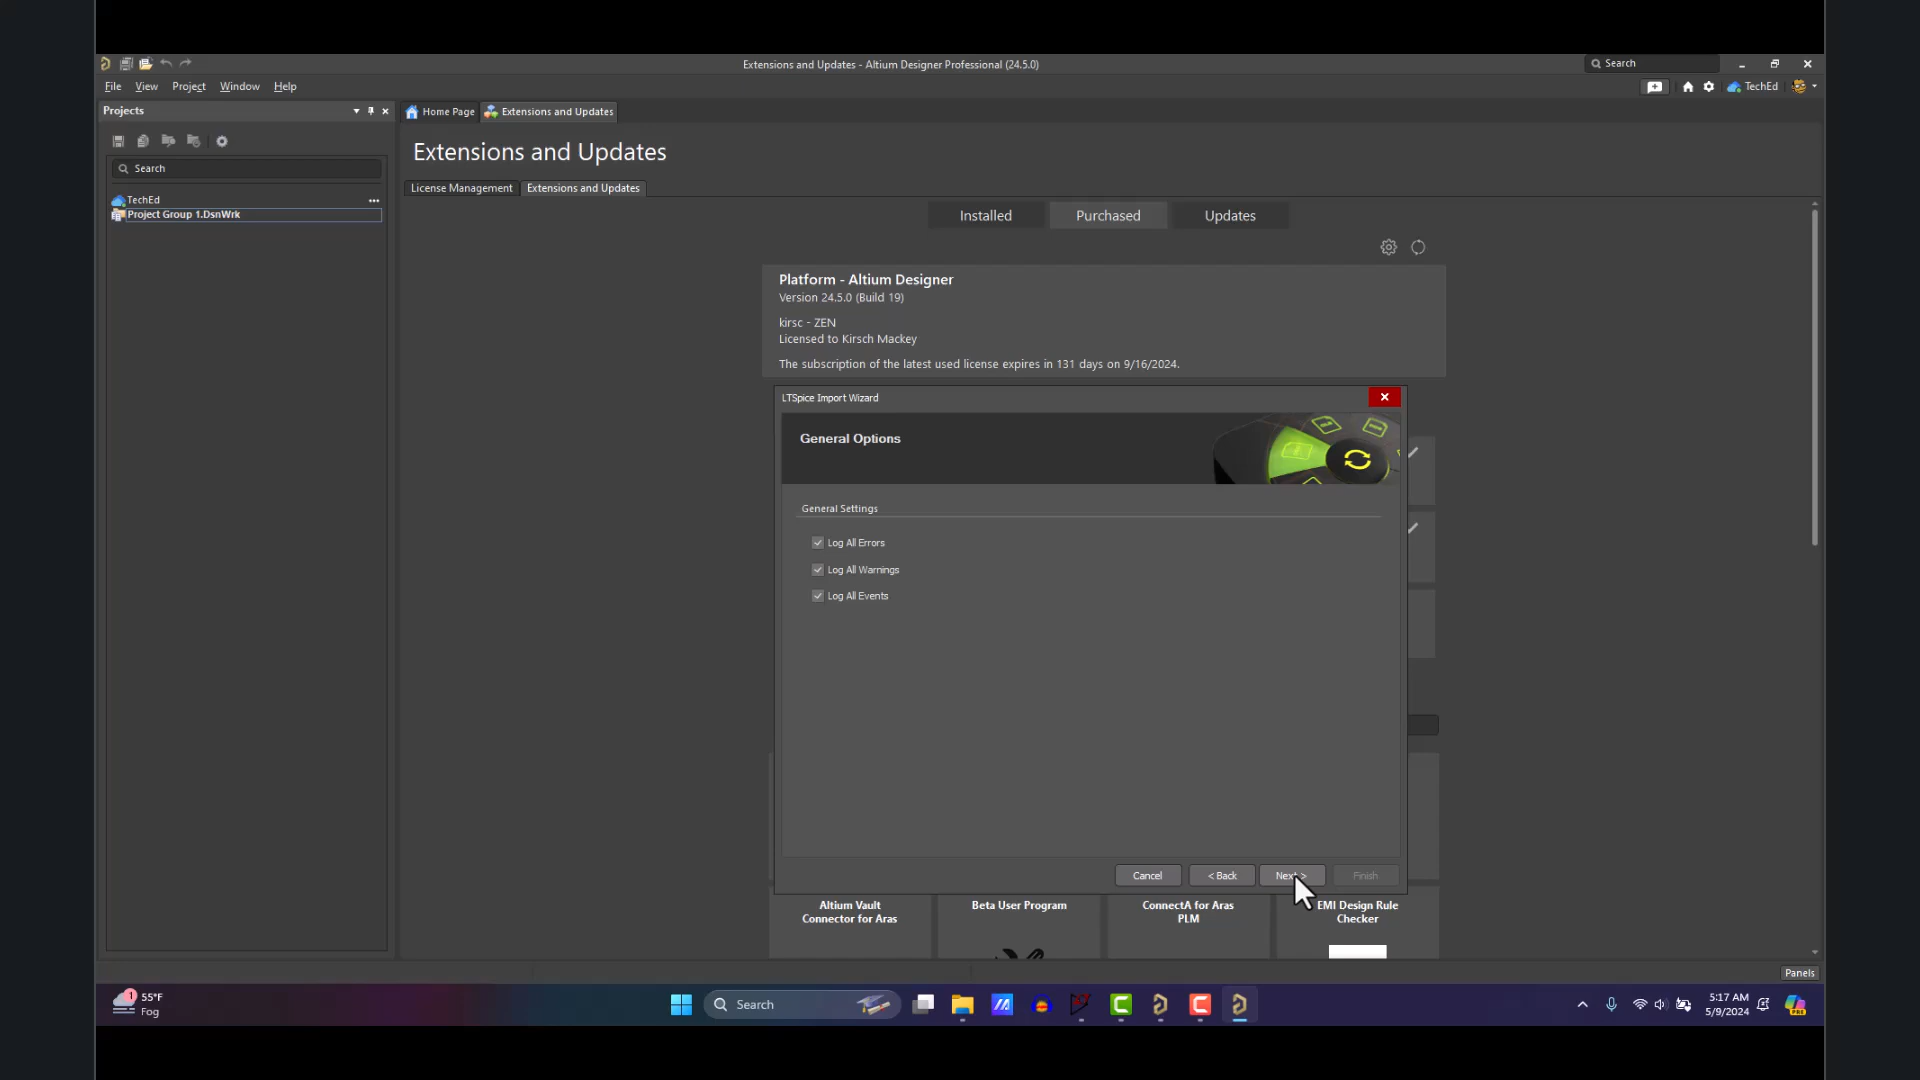 Extensions and Updates - Altium Designer Professional (24.5.0)
Search
File View Project Window Help
TechEd
Projects
Home Page
Extensions and Updates
Search
TechEd
Project Group 1.DsnWrk
Extensions and Updates
License Management
Extensions and Updates
Installed
Purchased
Updates
Platform - Altium Designer
Version 24.5.0 (Build 19)
kirsc - ZEN
Licensed to Kirsch Mackey
The subscription of the latest used license expires in 131 days on 9/16/2024.
LTSpice Import Wizard
General Options
General Settings
Log All Errors
Log All Warnings
Log All Events
Cancel
< Back
Next >
Finish
Altium Vault
Connector for Aras
Beta User Program
ConnectA for Aras
PLM
EMI Design Rule
Checker
Panels
1
55°F
Fog
Search
5:17 AM
5/9/2024
PRE